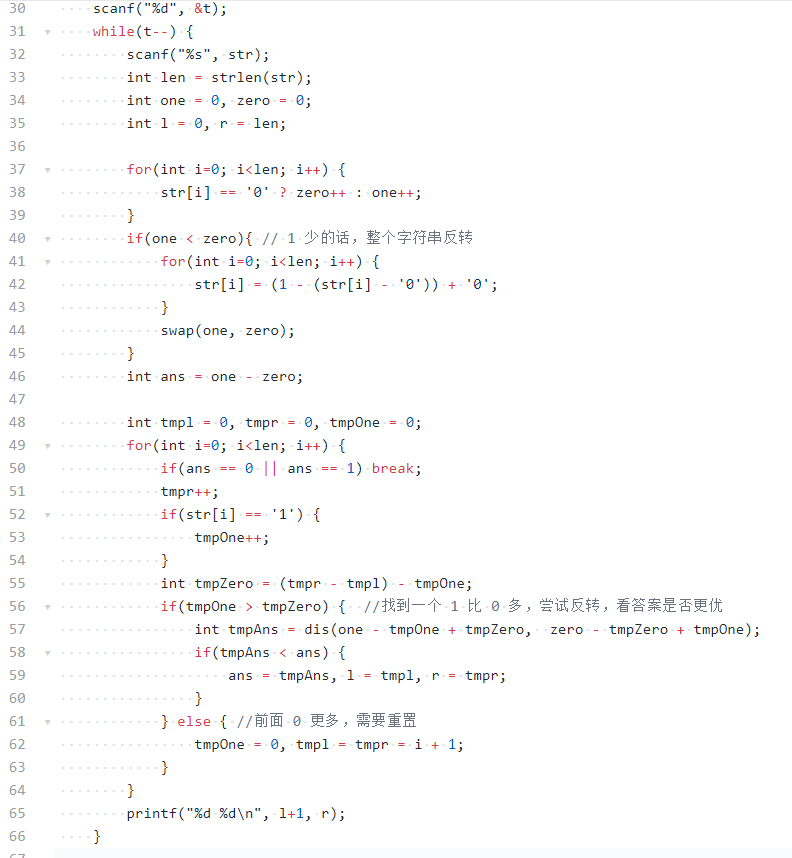 30 scanf("%d", &t);
31 while(t--) {
32 scanf("%s", str);
33 int len = strlen(str);
34 int one = 0, zero = 0;
35 int l = 0, r = len;
36
37 for(int i=0; i<len; i++) {
38 str[i] == '0' ? zero++ : one++;
39 }
40 if(one < zero){ // 1 少的话，整个字符串反转
41 for(int i=0; i<len; i++) {
42 str[i] = (1 - (str[i] - '0')) + '0';
43 }
44 swap(one, zero);
45 }
46 int ans = one - zero;
47
48 int tmpl = 0, tmpr = 0, tmpOne = 0;
49 for(int i=0; i<len; i++) {
50 if(ans == 0 || ans == 1) break;
51 tmpr++;
52 if(str[i] == '1') {
53 tmpOne++;
54 }
55 int tmpZero = (tmpr - tmpl) - tmpOne;
56 if(tmpOne > tmpZero) { //找到一个 1 比 0 多，尝试反转，看答案是否更优
57 int tmpAns = dis(one - tmpOne + tmpZero, zero - tmpZero + tmpOne);
58 if(tmpAns < ans) {
59 ans = tmpAns, l = tmpl, r = tmpr;
60 }
61 } else { //前面 0 更多，需要重置
62 tmpOne = 0, tmpl = tmpr = i + 1;
63 }
64 }
65 printf("%d %d\n", l+1, r);
66 }